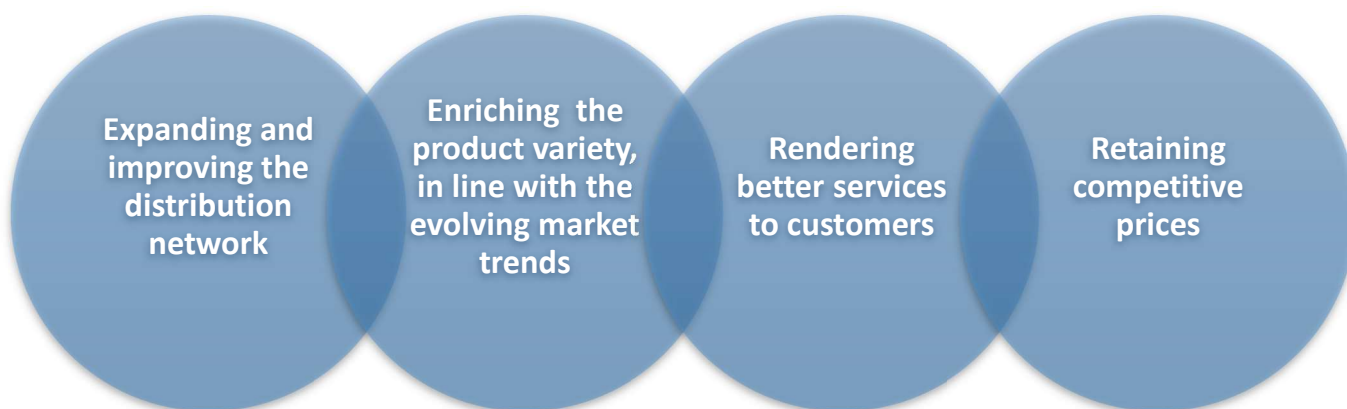 Expanding and
improving the
distribution
network
Enriching  the
product variety,
in line with the
evolving market
trends
Rendering
better services
to customers
Retaining
competitive
prices